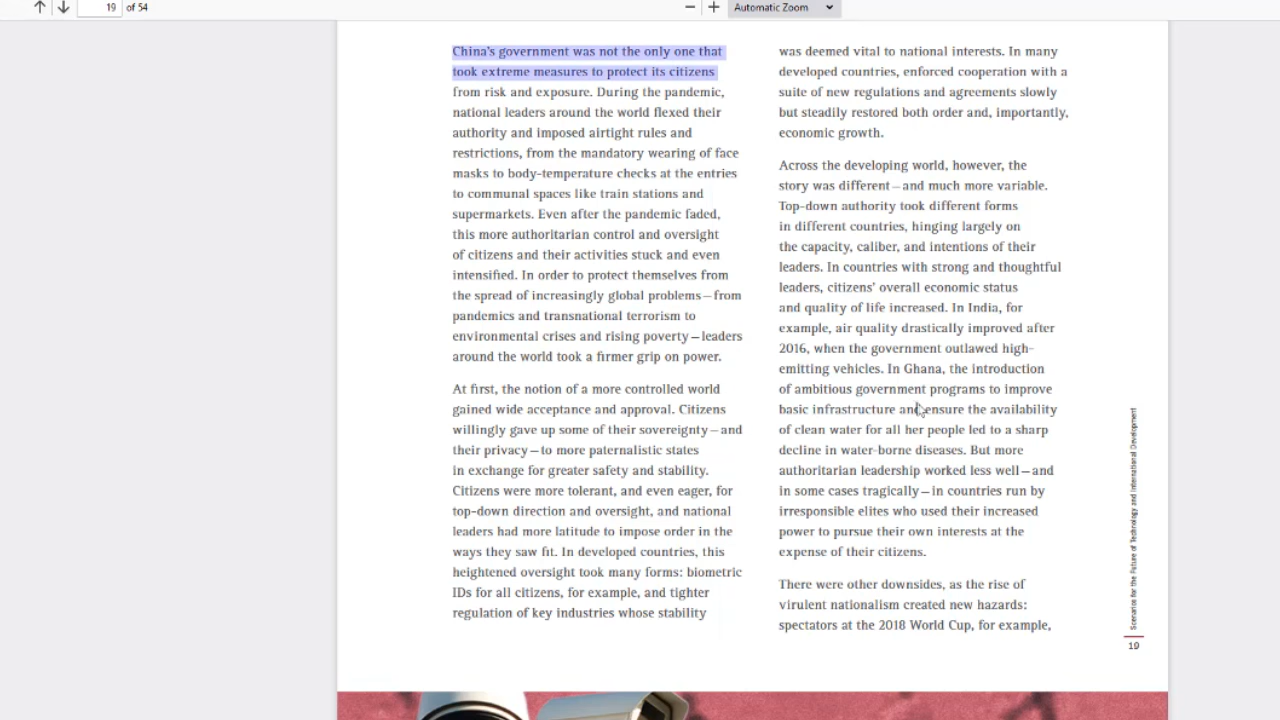 19 of 54
Automatic Zoom
China's government was not the only one that
took extreme measures to protect its citizens
from risk and exposure. During the pandemic,
national leaders around the world flexed their
authority and imposed airtight rules and
restrictions, from the mandatory wearing of face
masks to body-temperature checks at the entries
to communal spaces like train stations and
supermarkets. Even after the pandemic faded,
this more authoritarian control and oversight
of citizens and their activities stuck and even
intensified. In order to protect themselves from
the spread of increasingly global problems—from
pandemics and transnational terrorism to
environmental crises and rising poverty—leaders
around the world took a firmer grip on power.
At first, the notion of a more controlled world
gained wide acceptance and approval. Citizens
willingly gave up some of their sovereignty—and
their privacy—to more paternalistic states
in exchange for greater safety and stability.
Citizens were more tolerant, and even eager, for
top-down direction and oversight, and national
leaders had more latitude to impose order in the
ways they saw fit. In developed countries, this
heightened oversight took many forms: biometric
IDs for all citizens, for example, and tighter
regulation of key industries whose stability
was deemed vital to national interests. In many
developed countries, enforced cooperation with a
suite of new regulations and agreements slowly
but steadily restored both order and, importantly,
economic growth.
Across the developing world, however, the
story was different—and much more variable.
Top-down authority took different forms
in different countries, hinging largely on
the capacity, caliber, and intentions of their
leaders. In countries with strong and thoughtful
leaders, citizens' overall economic status
and quality of life increased. In India, for
example, air quality drastically improved after
2016, when the government outlawed high-
emitting vehicles. In Ghana, the introduction
of ambitious government programs to improve
basic infrastructure and ensure the availability
of clean water for all her people led to a sharp
decline in water-borne diseases. But more
authoritarian leadership worked less well—and
in some cases tragically—in countries run by
irresponsible elites who used their increased
power to pursue their own interests at the
expense of their citizens.
There were other downsides, as the rise of
virulent nationalism created new hazards:
spectators at the 2018 World Cup, for example,
Scenarios for the Future of Technology and International Development
19